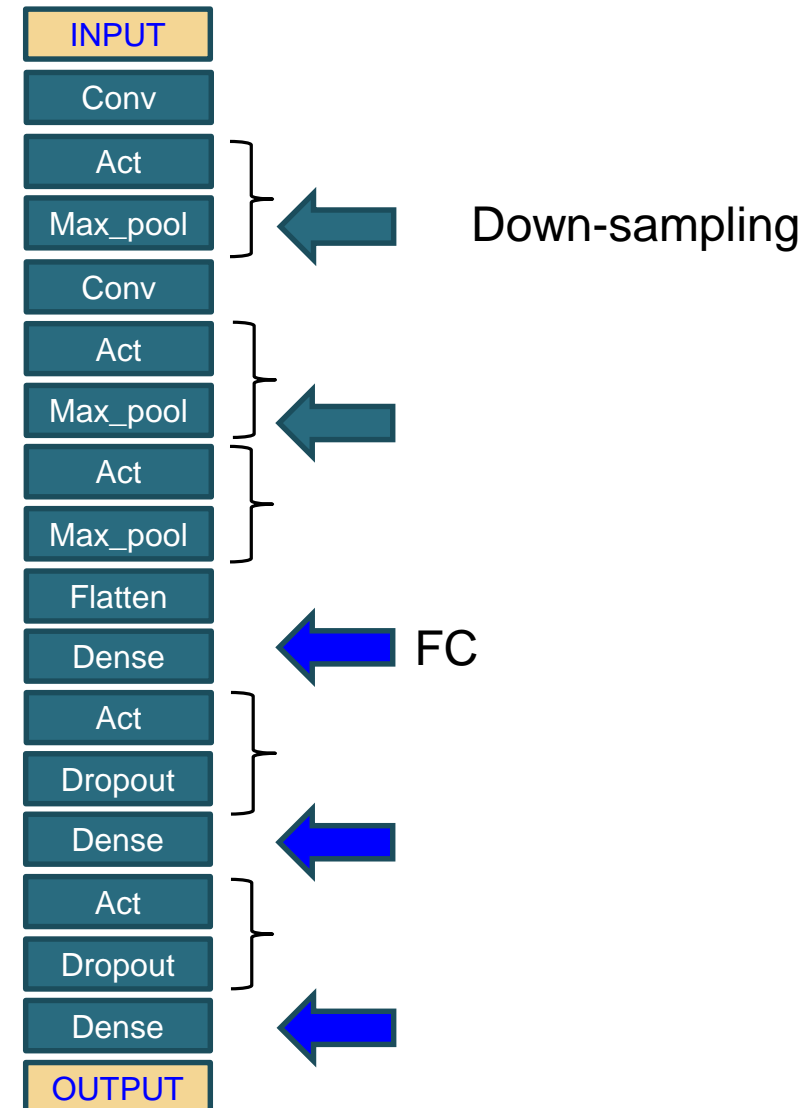 INPUT
Conv
Act
Max_pool
Down-sampling
Conv
Act
Max_pool
Act
Max_pool
Flatten
Dense
FC
Act
Dropout
Dense
Act
Dropout
Dense
OUTPUT